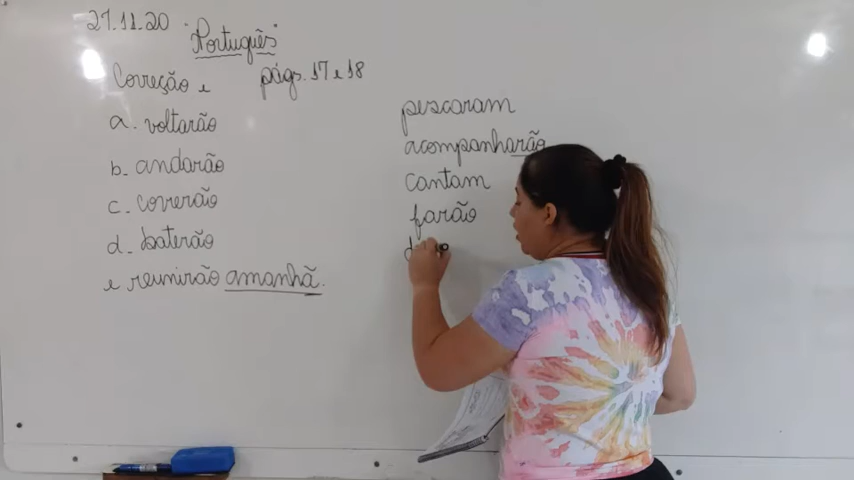 27.11.20 "Português"
Correção e págs. 17 e 18
a. voltarão
b. andarão
c. correrão
d. baterão
e reunirão amanhã.
pescaram
acompanharão
cantam
farão